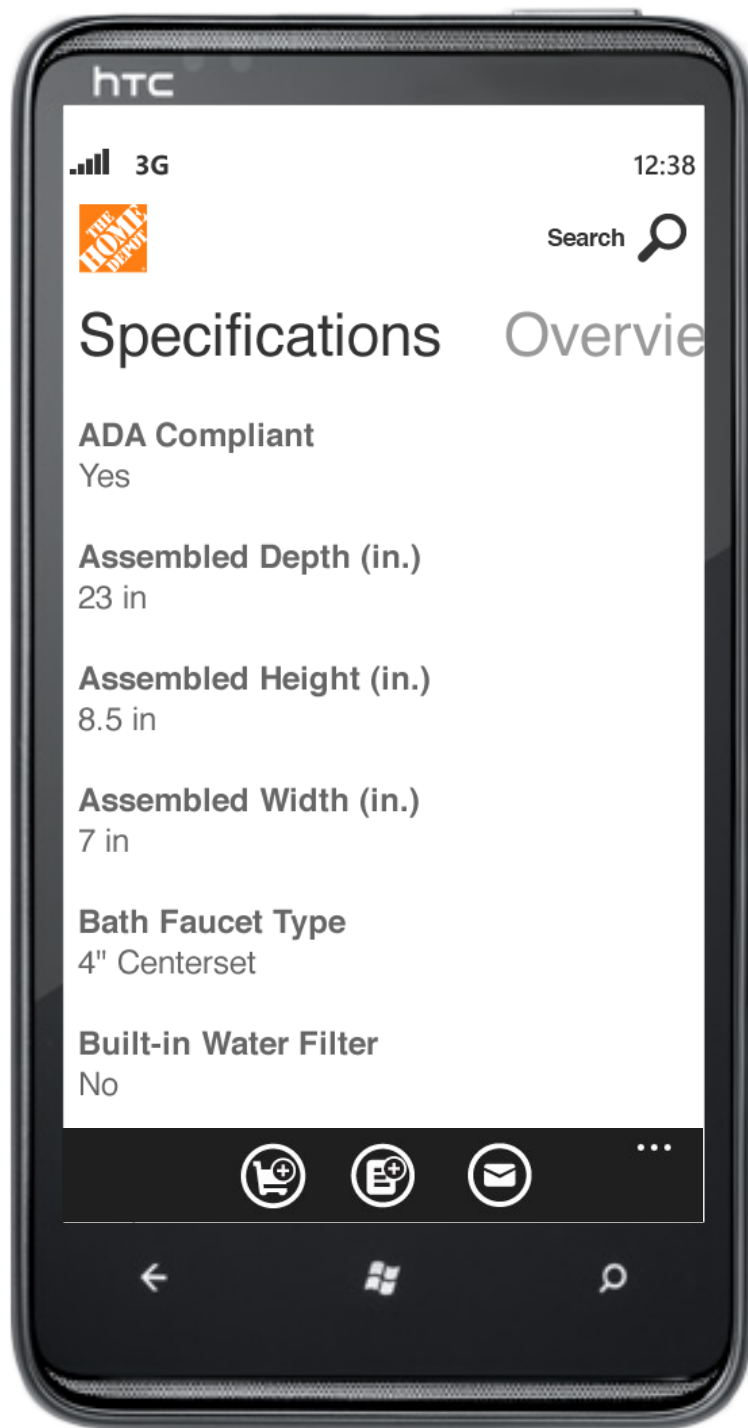 hTC
3G
12:38
THE
HOME
DEPOT
Search
Specifications
Overvie
ADA Compliant
Yes
Assembled Depth (in.)
23 in
Assembled Height (in.)
8.5 in
Assembled Width (in.)
7 in
Bath Faucet Type
4" Centerset
Built-in Water Filter
No